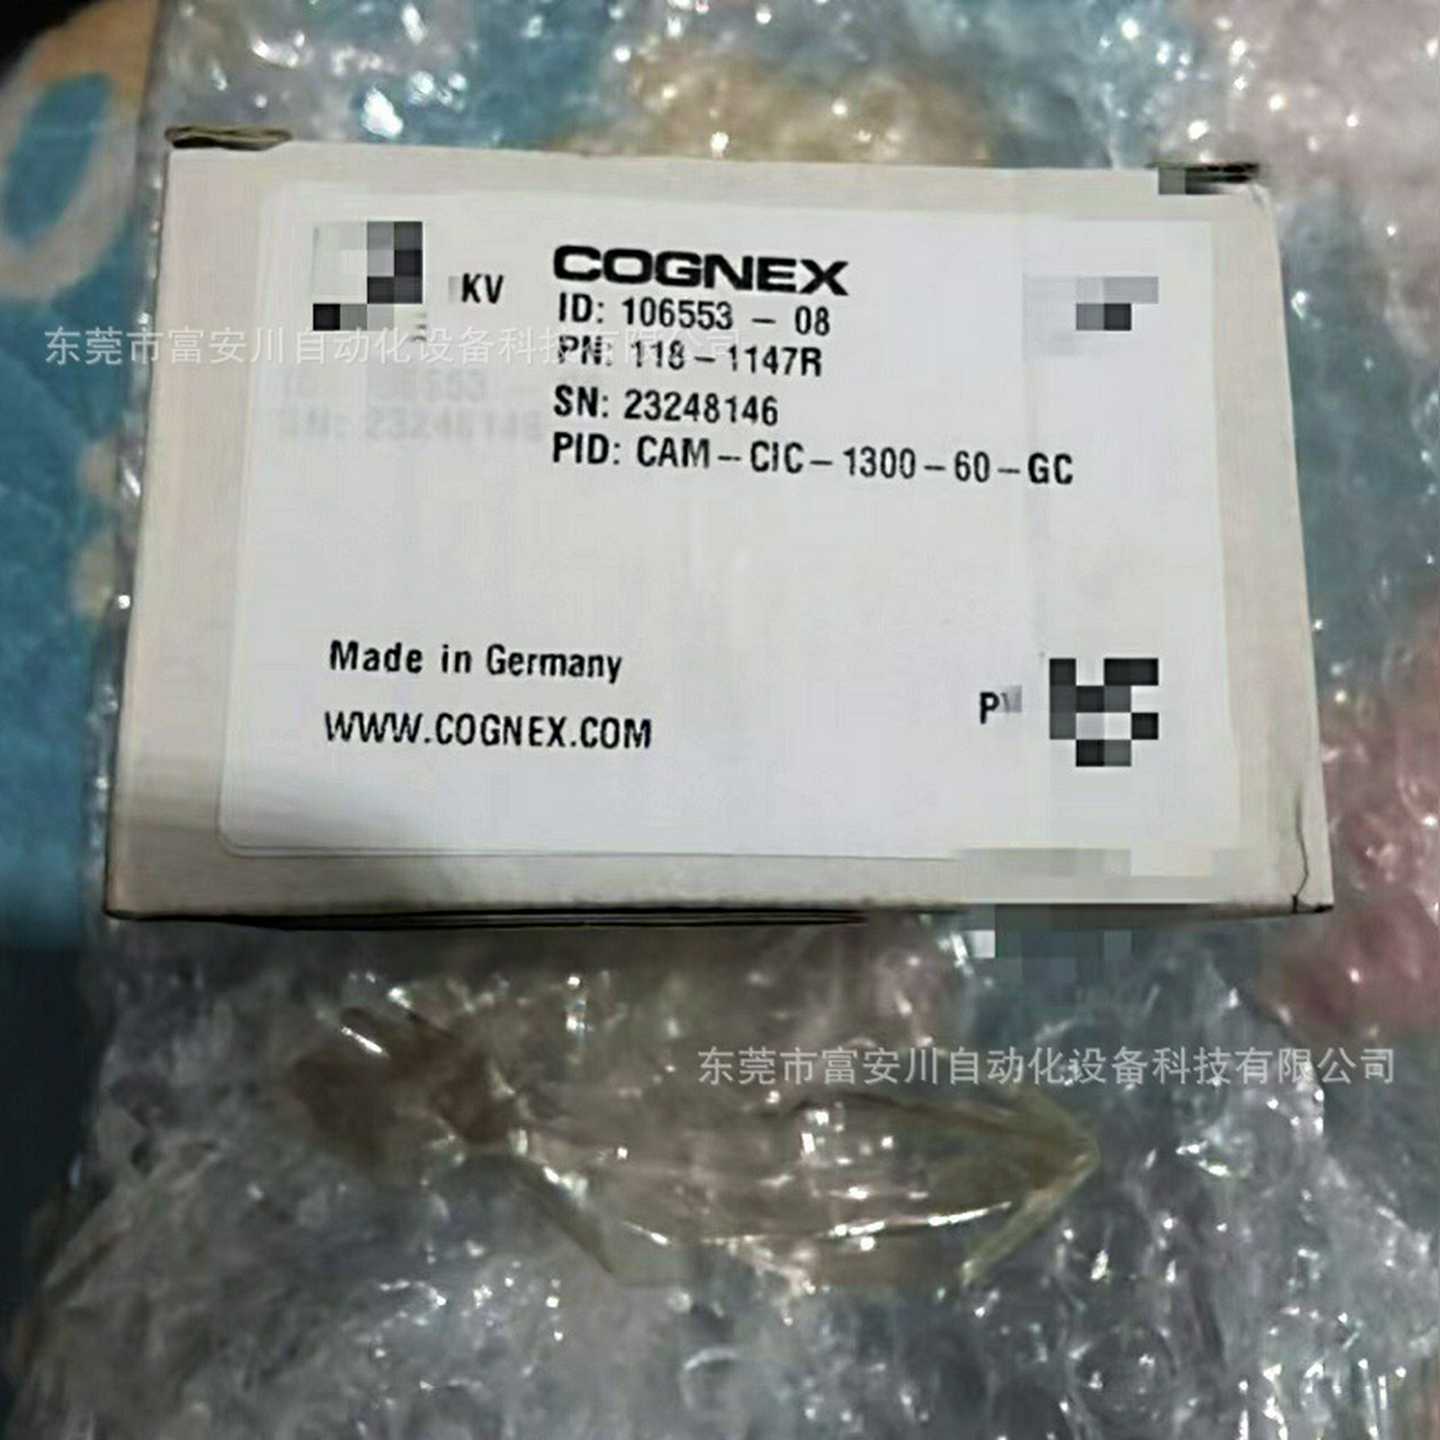 KV
COGNEX
ID: 106553 - 08
PN: 118-1147R
东莞市富安川自动化设备科技有限公司
SN: 23248146
PID: CAM-CIC-1300-60-GC
Made in Germany
WWW.COGNEX.COM
P
东莞市富安川自动化设备科技有限公司